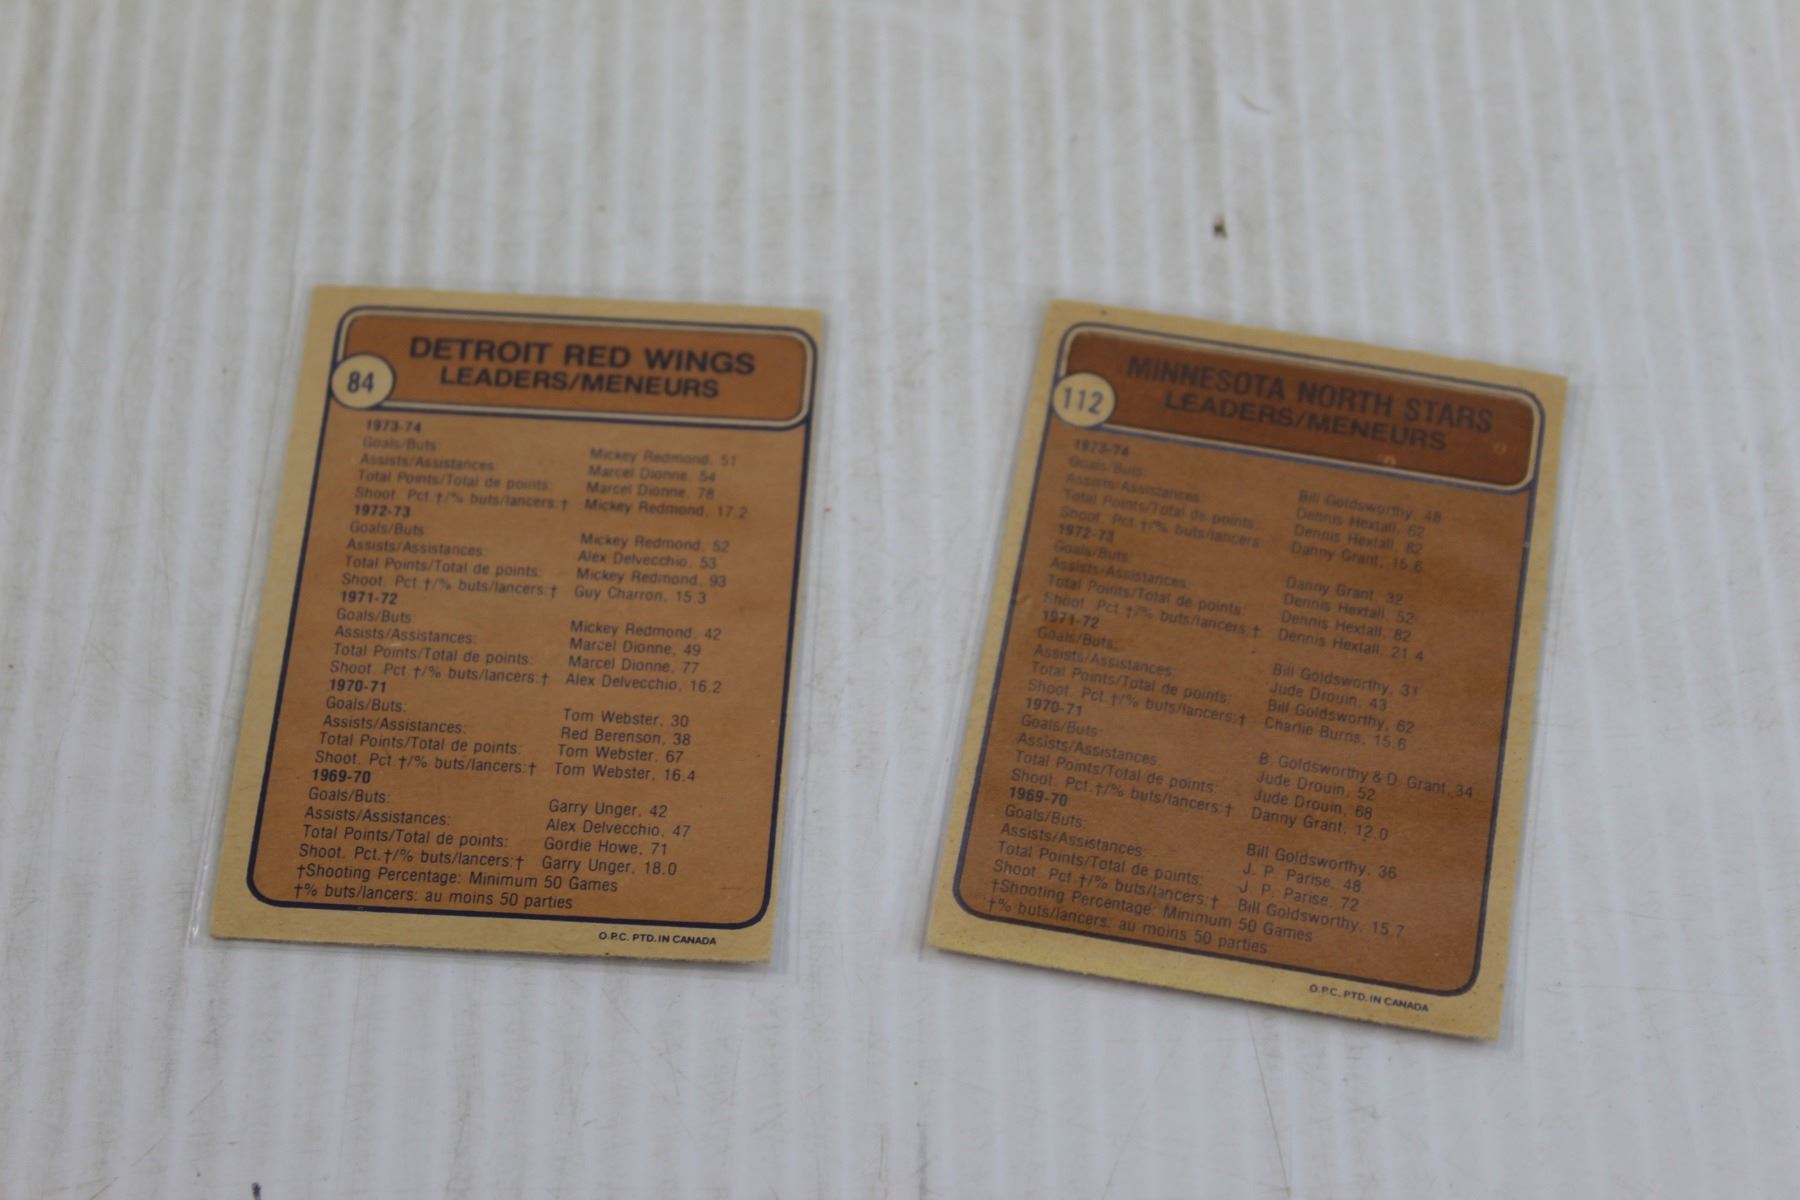 DETROIT RED WINGS
LEADERS/MENEURS
84
1973-74
Goals/Buts: Mickey Redmond, 51
Assists/Assistances Marcel Dionne, 54
Total Points/Total de points: Marcel Dionne, 78
Shoot. Pct.†/% buts/lancers:† Mickey Redmond, 17.2
1972-73
Goals/Buts: Mickey Redmond, 52
Assists/Assistances: Alex Delvecchio, 53
Total Points/Total de points: Mickey Redmond, 93
Shoot. Pct.†/% buts/lancers:† Guy Charron, 15.3
1971-72
Goals/Buts: Mickey Redmond, 42
Assists/Assistances: Marcel Dionne, 49
Total Points/Total de points: Marcel Dionne, 77
Shoot. Pct.†/% buts/lancers:† Alex Delvecchio, 16.2
1970-71
Goals/Buts: Tom Webster, 30
Assists/Assistances: Red Berenson, 38
Total Points/Total de points: Tom Webster, 67
Shoot. Pct.†/% buts/lancers:† Tom Webster, 16.4
1969-70
Goals/Buts: Garry Unger, 42
Assists/Assistances: Alex Delvecchio, 47
Total Points/Total de points: Gordie Howe, 71
Shoot. Pct.†/% buts/lancers:† Garry Unger, 18.0
†Shooting Percentage: Minimum 50 Games
†% buts/lancers: au moins 50 parties
O.P.C. PTD. IN CANADA
MINNESOTA NORTH STARS
LEADERS/MENEURS
112
1973-74
Goals/Buts: Bill Goldsworthy, 48
Assists/Assistances: Dennis Hextall, 62
Total Points/Total de points: Dennis Hextall, 82
Shoot. Pct.†/% buts/lancers Danny Grant, 15.6
1972-73
Goals/Buts: Danny Grant, 32
Assists/Assistances: Dennis Hextall, 52
Total Points/Total de points: Dennis Hextall, 82
Shoot. Pct.†/% buts/lancers:† Dennis Hextall, 21.4
1971-72
Goals/Buts: Bill Goldsworthy, 31
Assists/Assistances: Jude Drouin, 43
Total Points/Total de points: Bill Goldsworthy, 62
Shoot. Pct.†/% buts/lancers:† Charlie Burns, 15.6
1970-71
Goals/Buts: B. Goldsworthy & D. Grant, 34
Assists/Assistances: Jude Drouin, 52
Total Points/Total de points: Jude Drouin, 68
Shoot. Pct.†/% buts/lancers:† Danny Grant, 12.0
1969-70
Goals/Buts: Bill Goldsworthy, 36
Assists/Assistances: J. P. Parise, 48
Total Points/Total de points: J. P. Parise, 72
Shoot. Pct.†/% buts/lancers:† Bill Goldsworthy, 15.7
†Shooting Percentage: Minimum 50 Games
†% buts/lancers: au moins 50 parties
O.P.C. PTD. IN CANADA